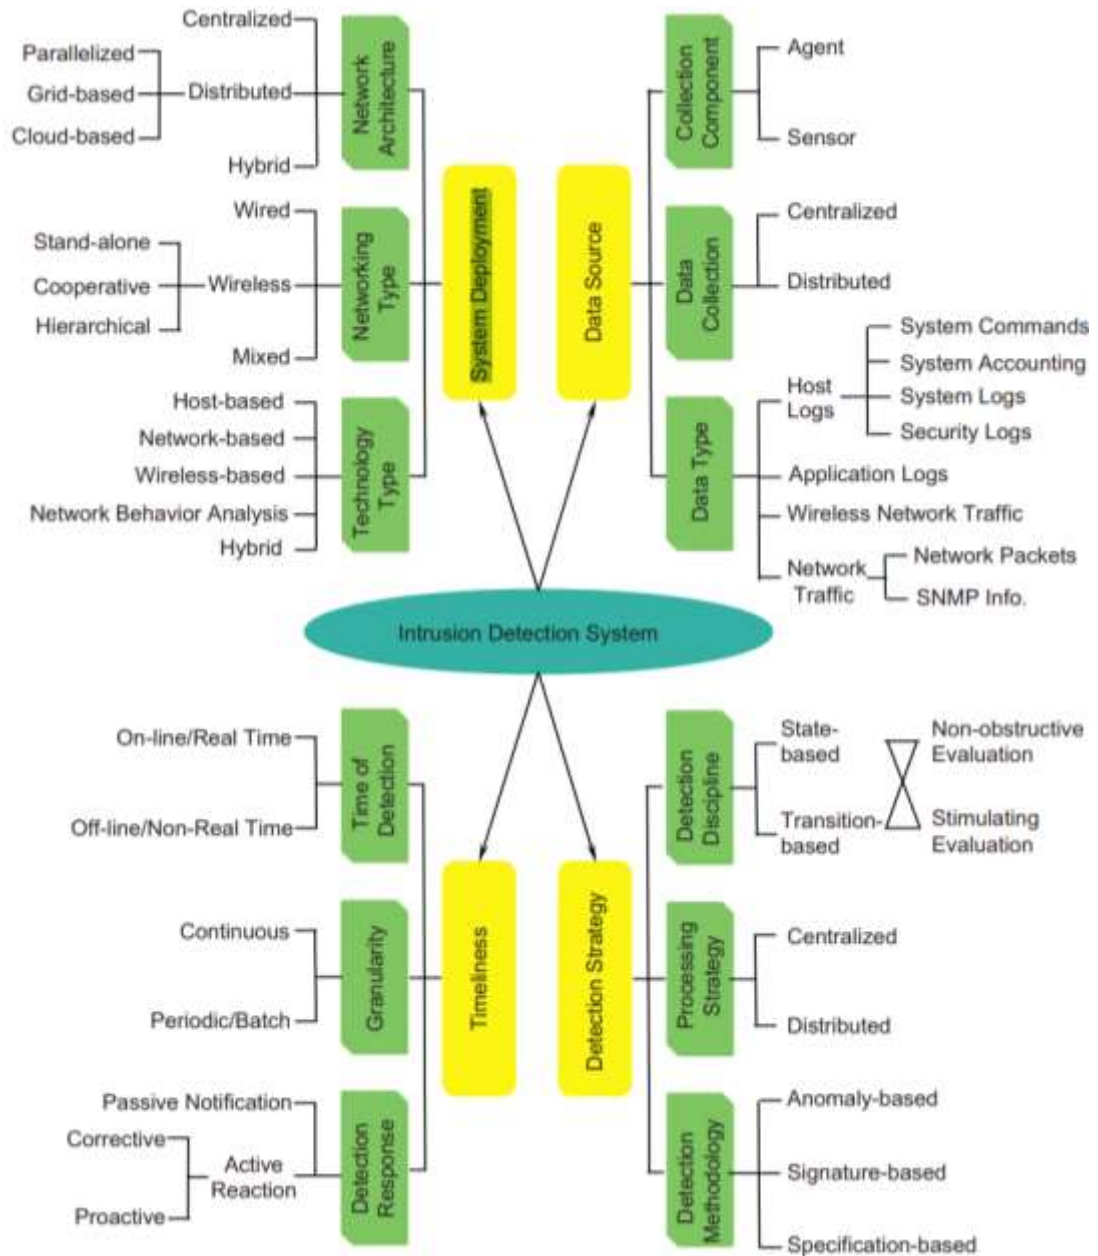 Centralized
Parallelized
Grid-based
Cloud-based
Distributed
Hybrid
Network
Architecture
Wired
Stand-alone
Cooperative
Hierarchical
Wireless
Mixed
Networking
Type
Host-based
Network-based
Wireless-based
Network Behavior Analysis
Hybrid
Technology
Type
System Deployment
Data Source
Collection
Component
Agent
Sensor
Data
Collection
Centralized
Distributed
Data Type
Host
Logs
System Commands
System Accounting
System Logs
Security Logs
Application Logs
Wireless Network Traffic
Network
Traffic
Network Packets
SNMP Info.
Intrusion Detection System
On-line/Real Time
Off-line/Non-Real Time
Time of
Detection
Continuous
Periodic/Batch
Granularity
Passive Notification
Corrective
Proactive
Active
Reaction
Detection
Response
Timeliness
Detection Strategy
Detection
Discipline
State-
based
Transition-
based
Non-obstructive
Evaluation
Stimulating
Evaluation
Processing
Strategy
Centralized
Distributed
Detection
Methodology
Anomaly-based
Signature-based
Specification-based